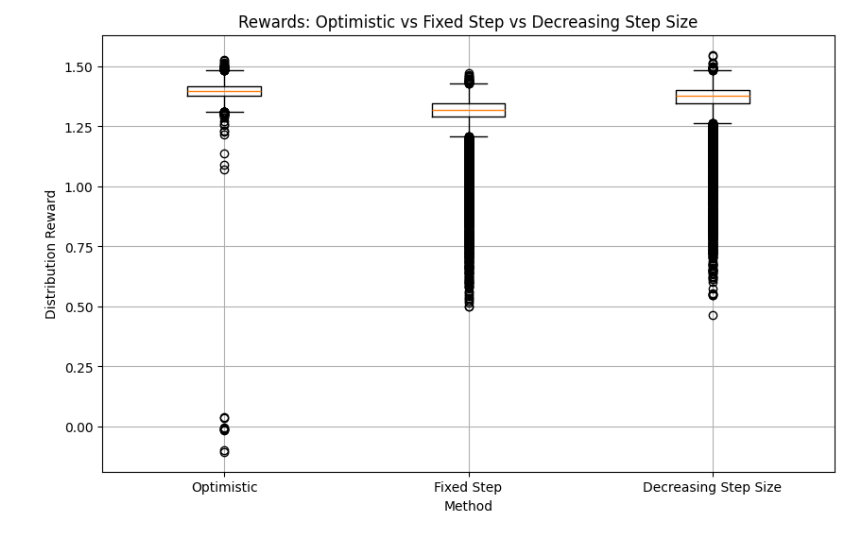 Rewards: Optimistic vs Fixed Step vs Decreasing Step Size
Distribution Reward
1.50
1.25
1.00
0.75
0.50
0.25
0.00
Optimistic
Fixed Step
Decreasing Step Size
Method